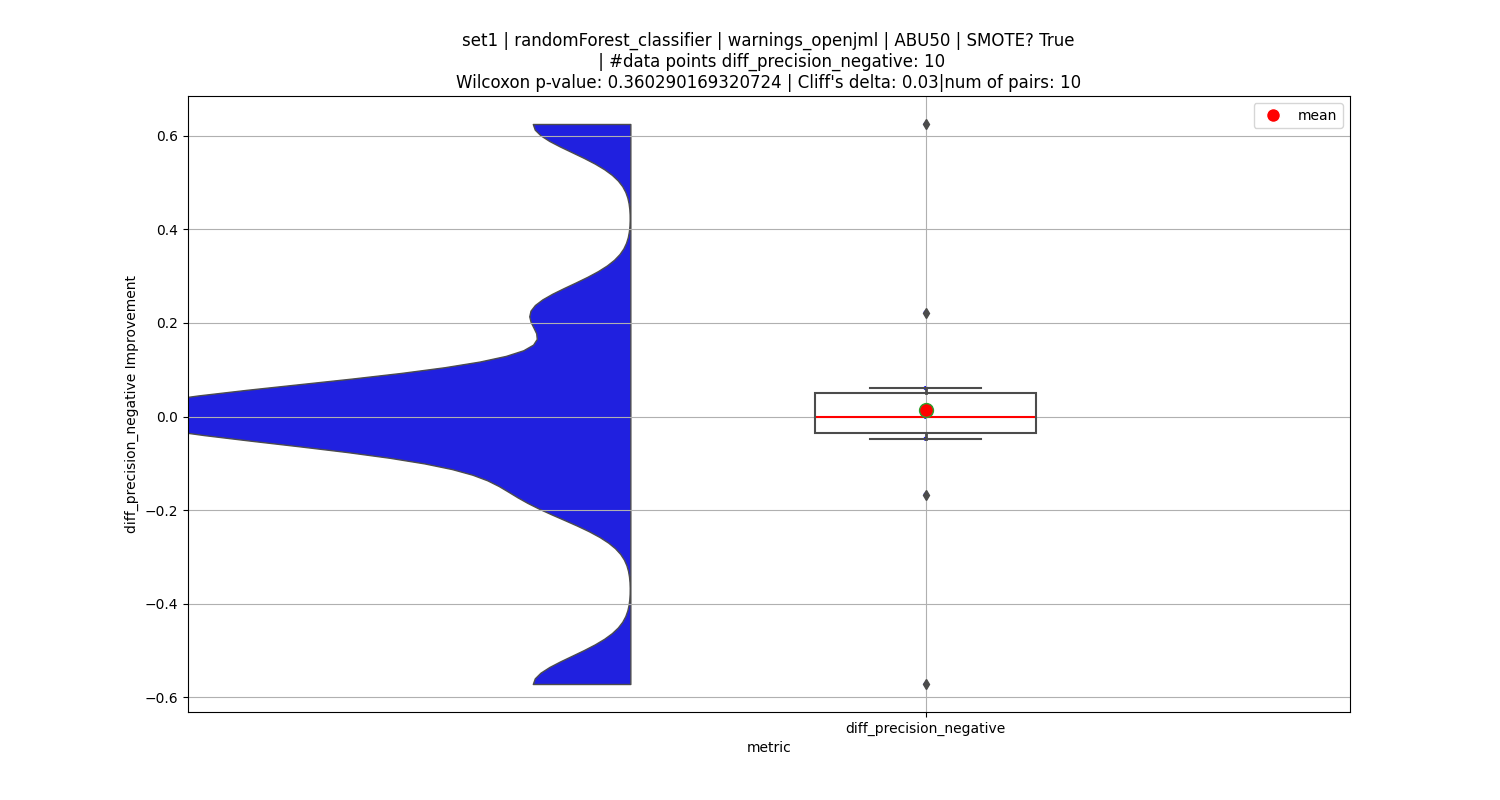 set1 | randomForest_classifier | warnings_openjml | ABU50 | SMOTE? True
| #data points diff_precision_negative: 10
Wilcoxon p-value: 0.360290169320724 | Cliff's delta: 0.03|num of pairs: 10
mean
0.6
0.4
0.2
0.0
−0.2
−0.4
−0.6
diff_precision_negative Improvement
diff_precision_negative
metric